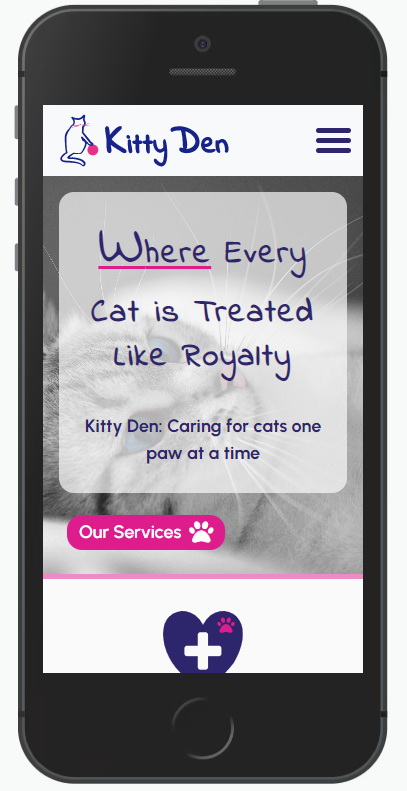 Kitty Den
Where Every
Cat is Treated
Like Royalty
Kitty Den: Caring for cats one
paw at a time
Our Services